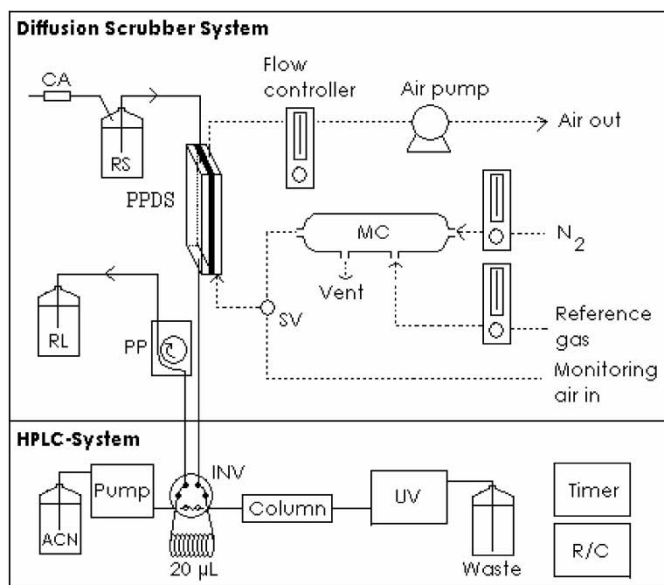 Diffusion Scrubber System
CA
Flow
controller
Air pump
Air out
RS
PPDS
MC
N2
Vent
SV
RL
PP
Reference
gas
Monitoring
air in
HPLC-System
INV
Pump
ACN
Column
UV
Timer
20 µL
Waste
R/C